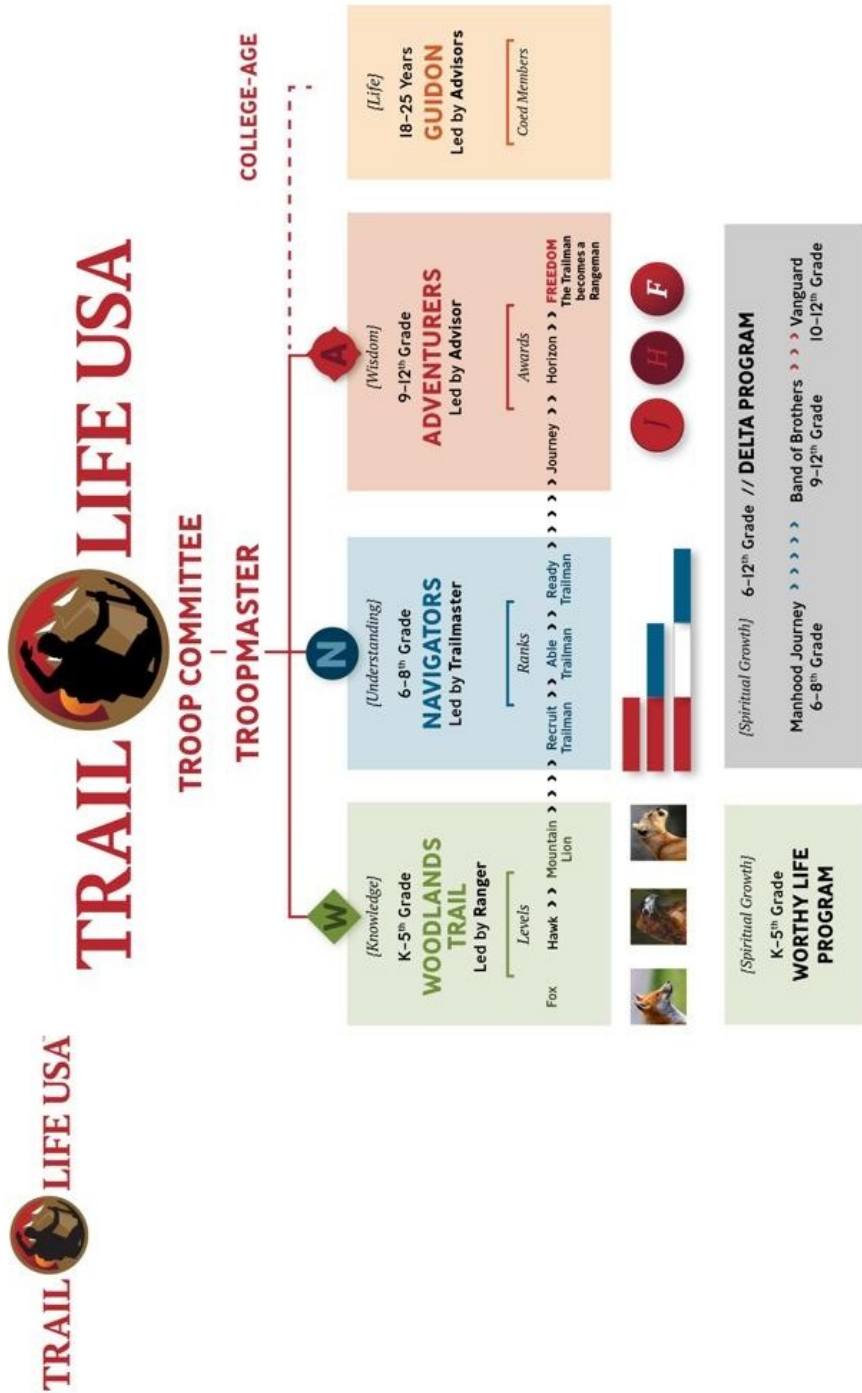 TRAIL LIFE USA™
TRAIL LIFE USA
TROOP COMMITTEE
TROOPMASTER
COLLEGE-AGE
W
N
A
[Knowledge]
K–5th Grade
WOODLANDS
TRAIL
Led by Ranger
Levels
Fox Hawk >> Mountain Lion > > > >
[Understanding]
6–8th Grade
NAVIGATORS
Led by Trailmaster
Ranks
Recruit Trailman >> Able Trailman >> Ready Trailman > > > > >
[Wisdom]
9–12th Grade
ADVENTURERS
Led by Advisor
Awards
Journey >> Horizon >> FREEDOM
The Trailman
becomes a
Rangeman
[Life]
18–25 Years
GUIDON
Led by Advisors
Coed Members
J
H
F
[Spiritual Growth]
K–5th Grade
WORTHY LIFE
PROGRAM
[Spiritual Growth] 6–12th Grade // DELTA PROGRAM
Manhood Journey > > > > > Band of Brothers > > > Vanguard
6–8th Grade 9–12th Grade 10–12th Grade